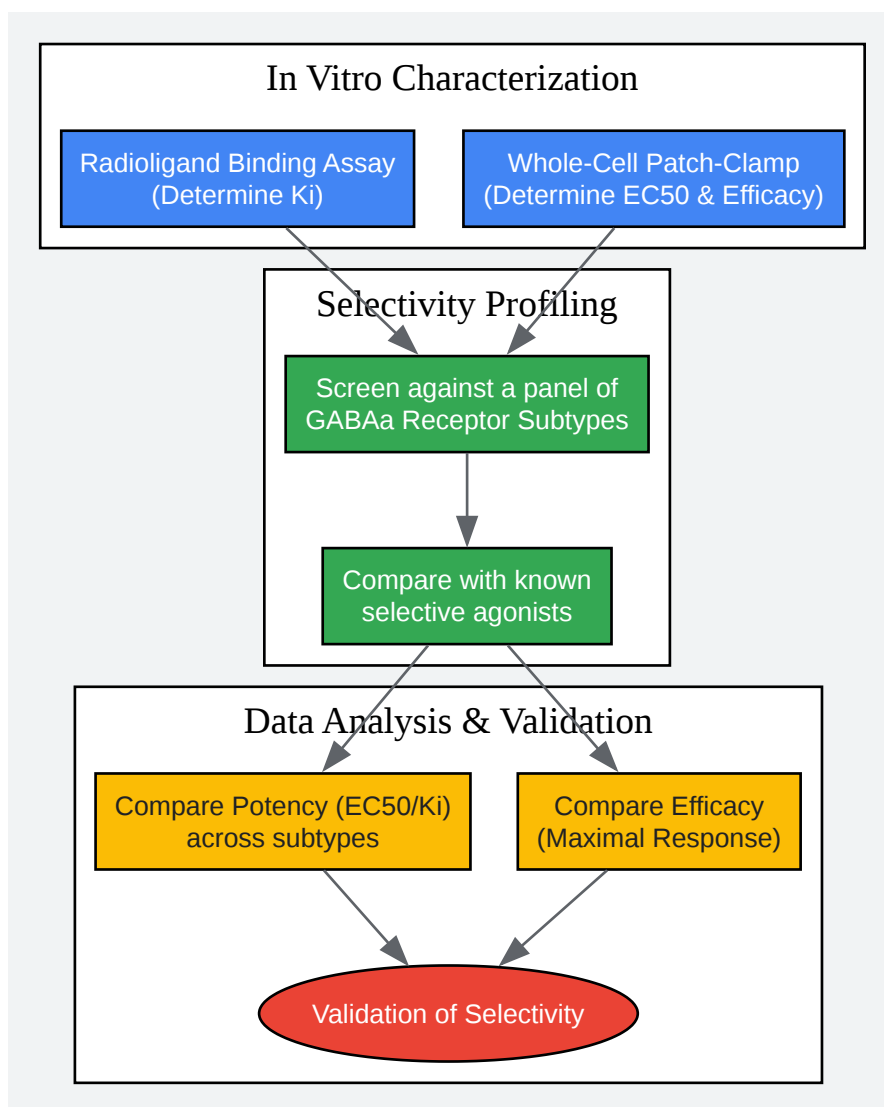 In Vitro Characterization
Radioligand Binding Assay
(Determine Ki)
Whole-Cell Patch-Clamp
(Determine EC50 & Efficacy)
Selectivity Profiling
Screen against a panel of
GABAa Receptor Subtypes
Compare with known
selective agonists
Data Analysis & Validation
Compare Potency (EC50/Ki)
across subtypes
Compare Efficacy
(Maximal Response)
Validation of Selectivity